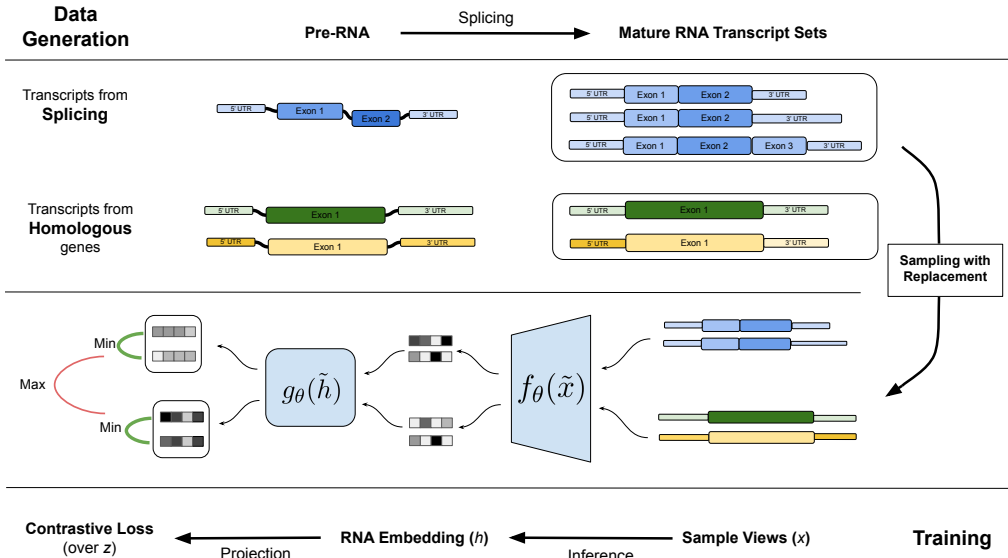 Data
Generation
Pre-RNA
Splicing
Mature RNA Transcript Sets
Transcripts from
Splicing
5' UTR
Exon 1
Exon 2
3' UTR
5' UTR Exon 1 Exon 2 3' UTR
5' UTR Exon 1 Exon 2 3' UTR
5' UTR Exon 1 Exon 2 Exon 3 3' UTR
Transcripts from
Homologous
genes
5' UTR Exon 1 3' UTR
5' UTR Exon 1 3' UTR
5' UTR Exon 1 3' UTR
5' UTR Exon 1 3' UTR
Sampling with
Replacement
Min
Max
Min
g_θ(h̃)
f_θ(x̃)
Contrastive Loss
(over z)
Projection
RNA Embedding (h)
Inference
Sample Views (x)
Training